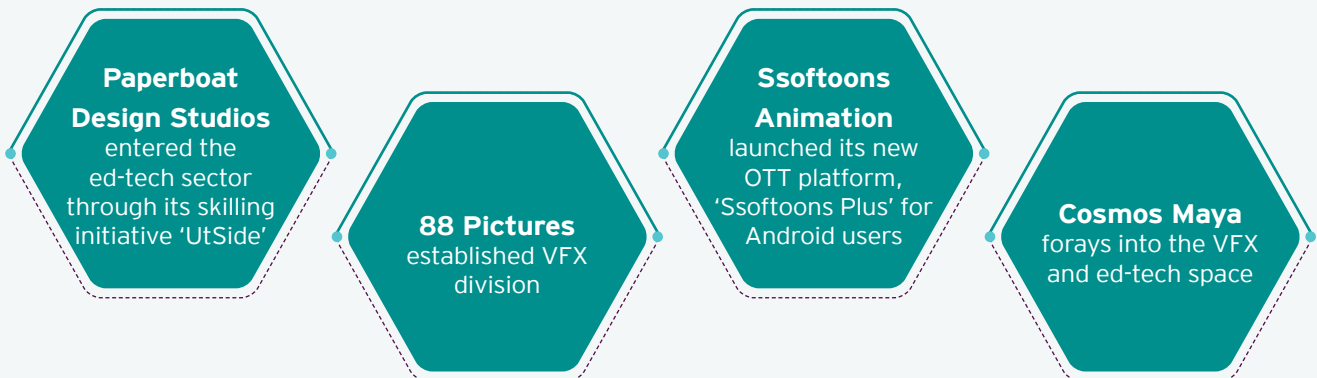 Paperboat
Design Studios
entered the
ed-tech sector
through its skilling
initiative ‘UtSide’
88 Pictures
established VFX
division
Ssoftoons
Animation
launched its new
OTT platform,
‘Ssoftoons Plus’ for
Android users
Cosmos Maya
forays into the VFX
and ed-tech space